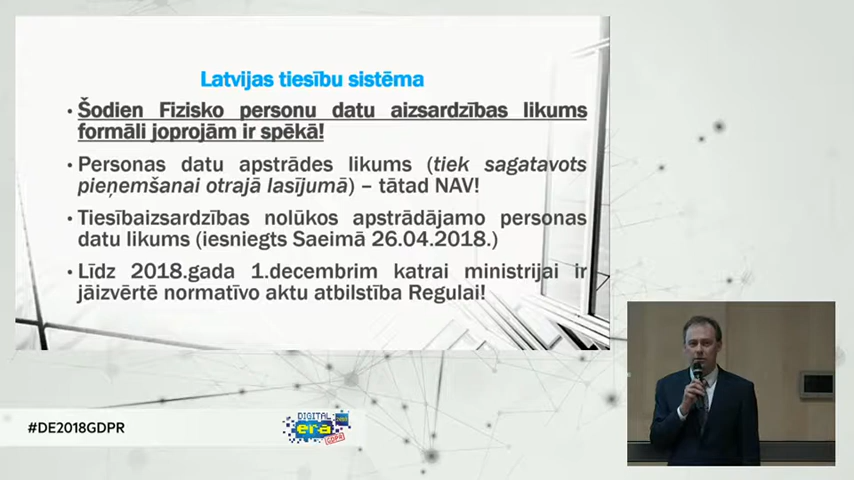 Latvijas tiesību sistēma
• Šodien Fizisko personu datu aizsardzības likums
formāli joprojām ir spēkā!
• Personas datu apstrādes likums (tiek sagatavots
pieņemšanai otrajā lasījumā) – tātad NAV!
• Tiesībaizsardzības nolūkos apstrādājamo personas
datu likums (iesniegts Saeimā 26.04.2018.)
• Līdz 2018.gada 1.decembrim katrai ministrijai ir
jāizvērtē normatīvo aktu atbilstība Regulai!
#DE2018GDPR
DIGITAL
era
GDPR